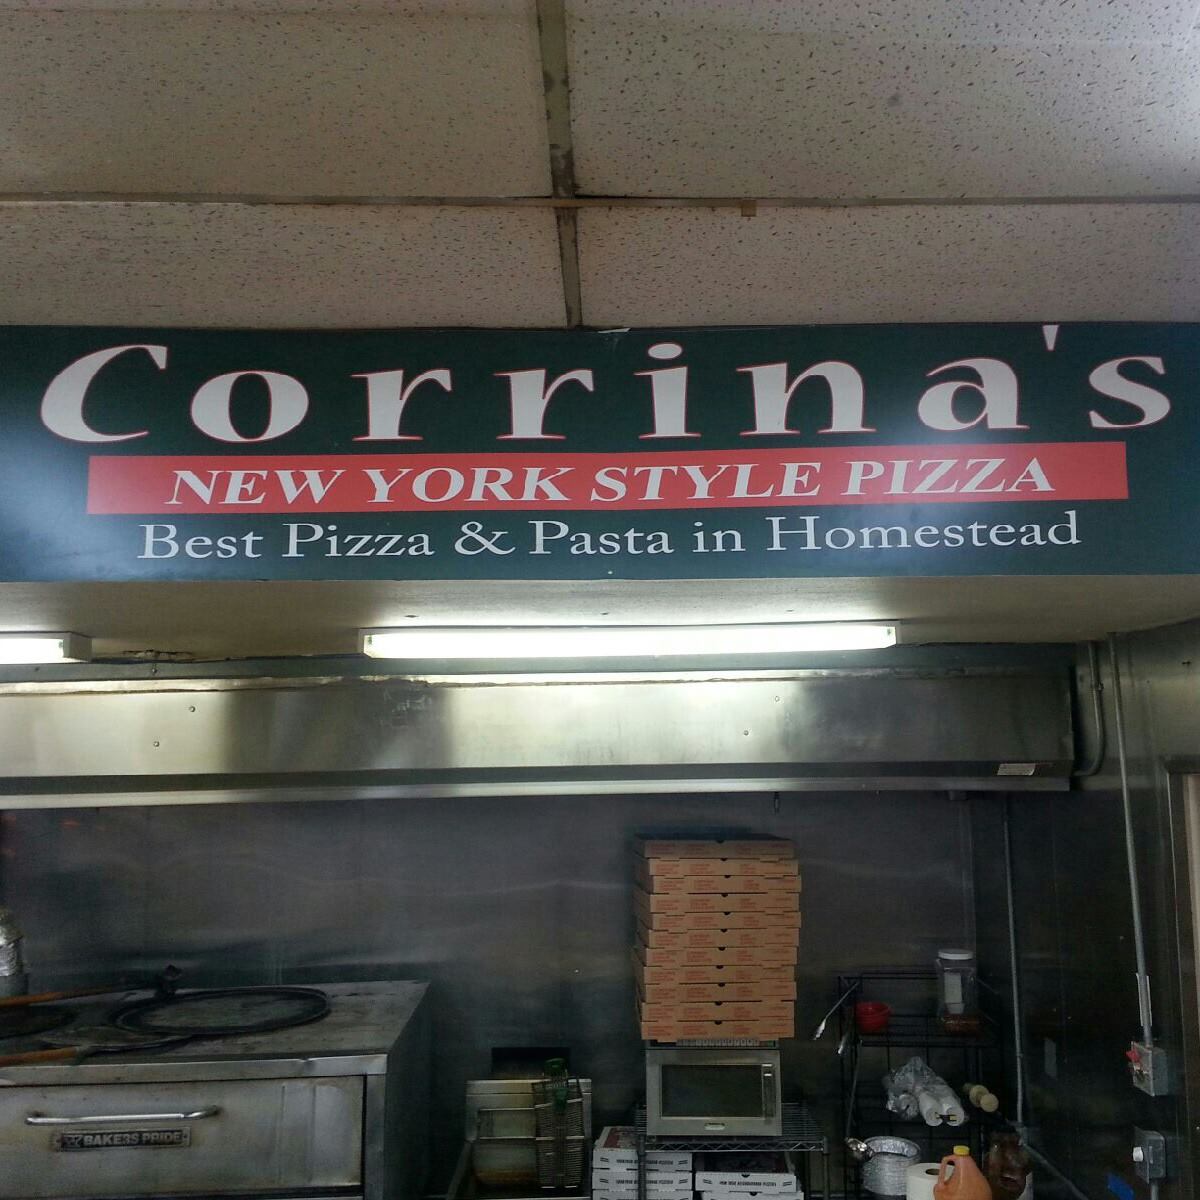 Corrina's
NEW YORK STYLE PIZZA
Best Pizza & Pasta in Homestead
BAKERS PRIDE